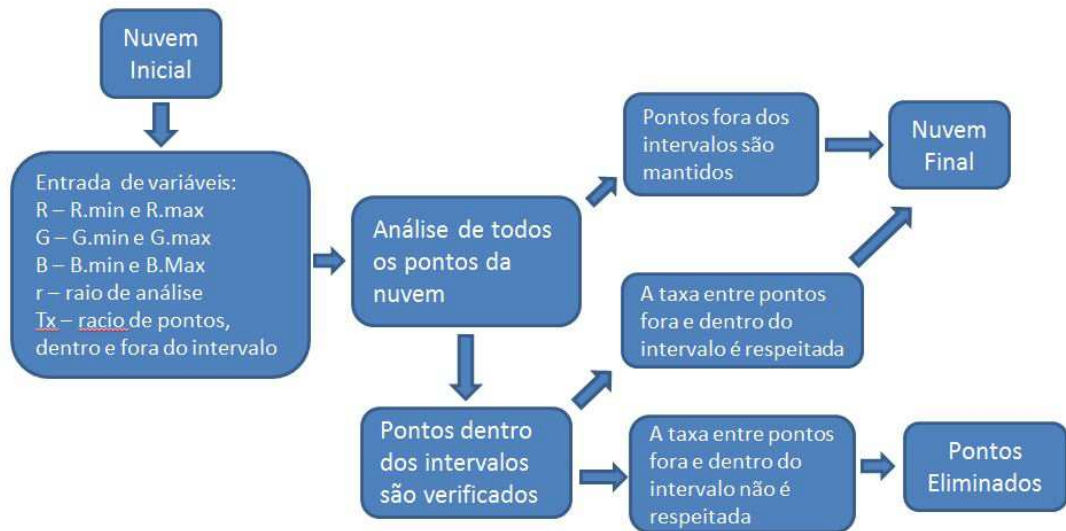 Nuvem
Inicial
Entrada de variáveis:
R – R.min e R.max
G – G.min e G.max
B – B.min e B.Max
r – raio de análise
Tx – racio de pontos,
dentro e fora do intervalo
Análise de todos
os pontos da
nuvem
Pontos fora dos
intervalos são
mantidos
Nuvem
Final
A taxa entre pontos
fora e dentro do
intervalo é respeitada
Pontos dentro
dos intervalos
são verificados
A taxa entre pontos
fora e dentro do
intervalo não é
respeitada
Pontos
Eliminados